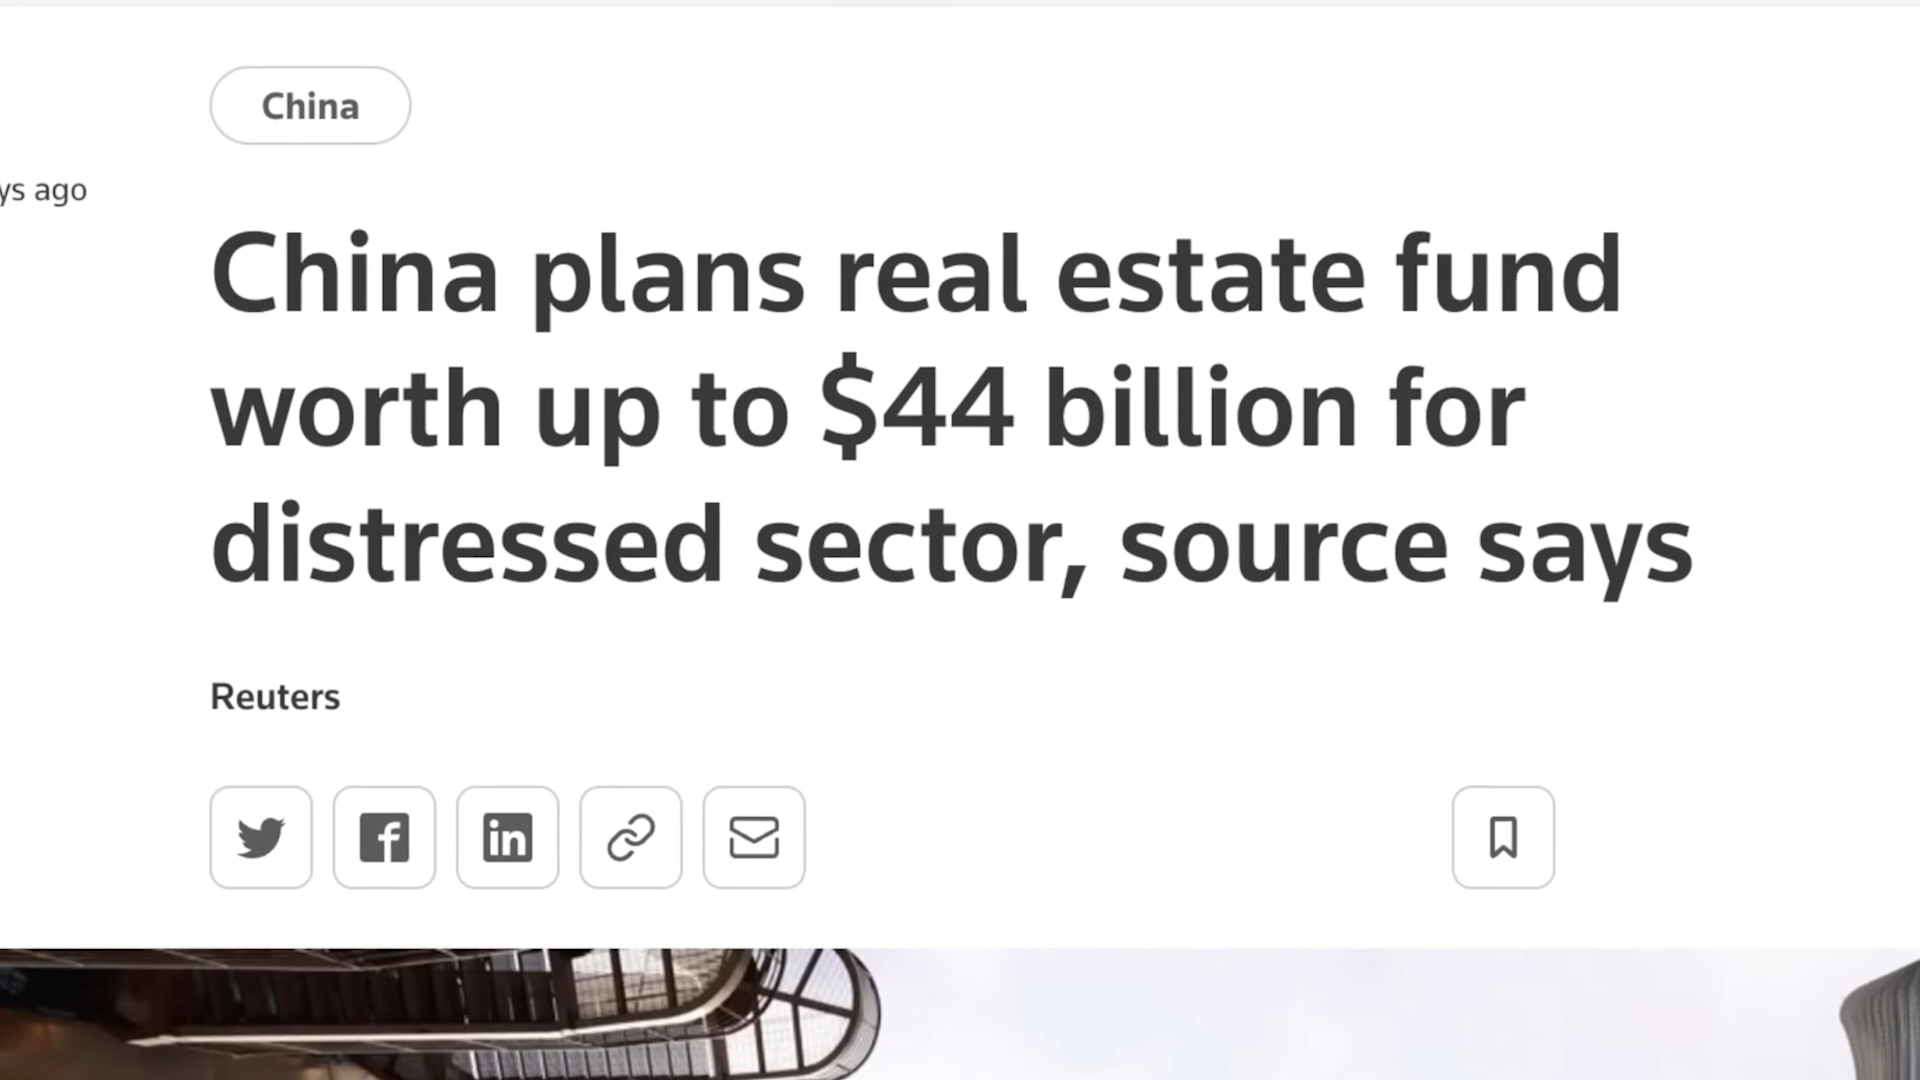 China
ys ago
China plans real estate fund
worth up to $44 billion for
distressed sector, source says
Reuters
in